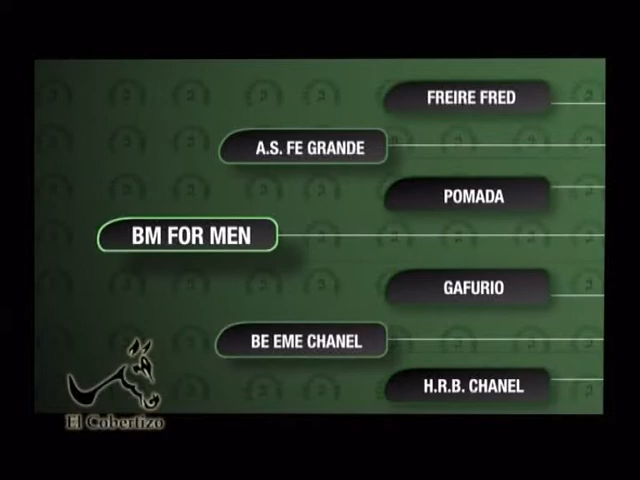 FREIRE FRED
A.S. FE GRANDE
POMADA
BM FOR MEN
GAFURIO
BE EME CHANEL
H.R.B. CHANEL
El Cobertizo